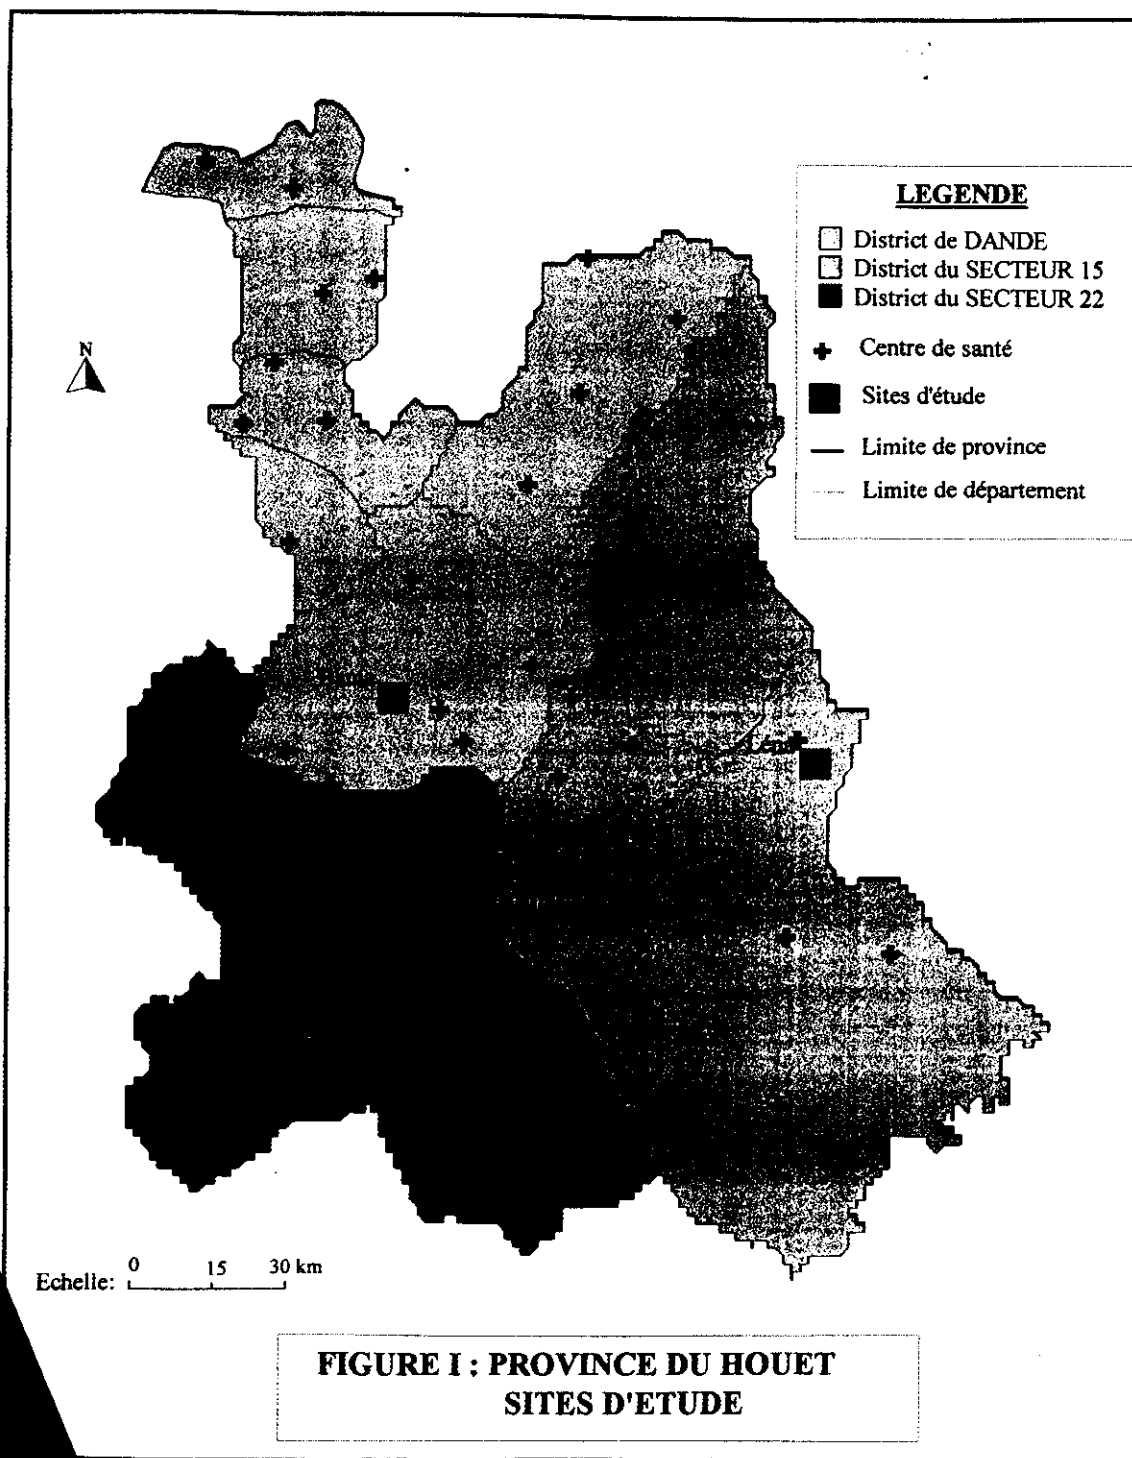 LEGENDE
District de DANDE
District du SECTEUR 15
District du SECTEUR 22
Centre de santé
Sites d'étude
Limite de province
Limite de département
N
Echelle: 0 15 30 km
FIGURE I : PROVINCE DU HOUET
SITES D'ETUDE